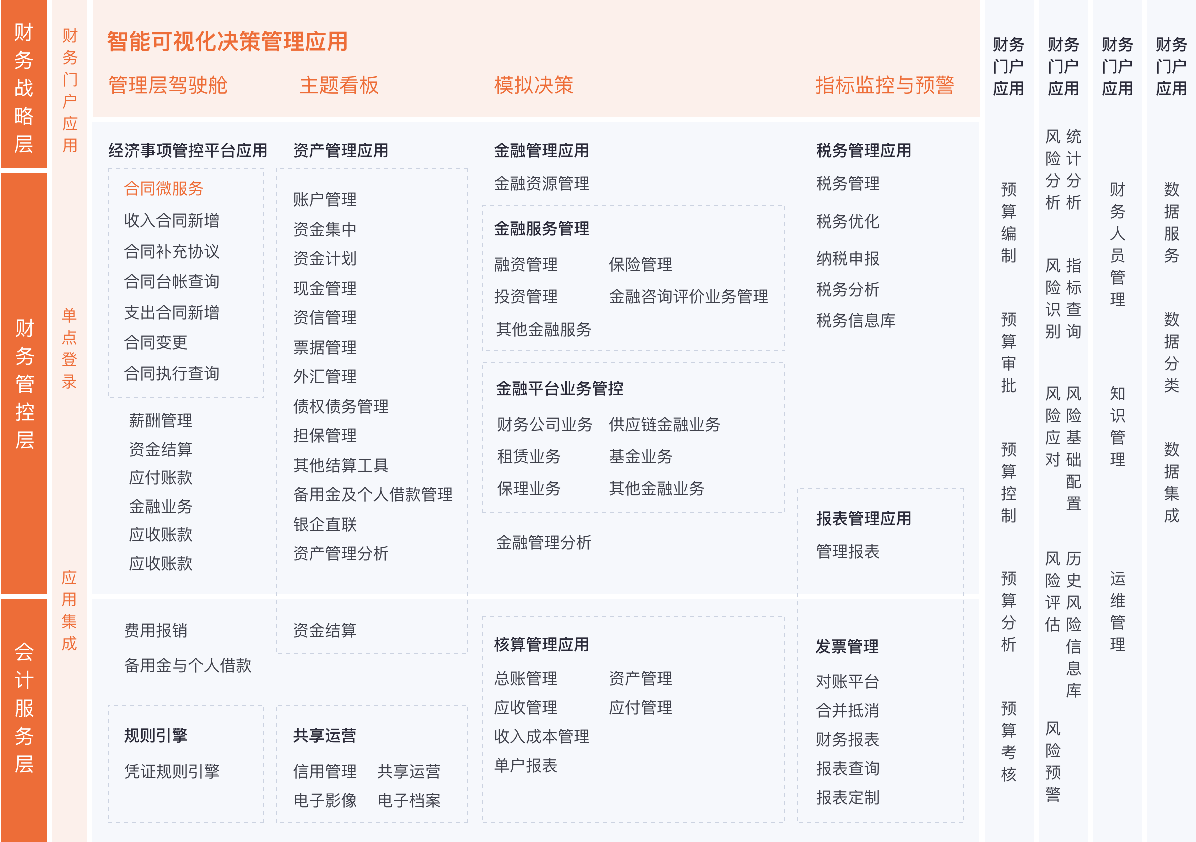 财务战略层
财务管控层
会计服务层
财务门户应用
单点登录
应用集成
智能可视化决策管理应用
管理层驾驶舱
主题看板
模拟决策
指标监控与预警
经济事项管控平台应用
合同微服务
收入合同新增
合同补充协议
合同台帐查询
支出合同新增
合同变更
合同执行查询
薪酬管理
资金结算
应付账款
金融业务
应收账款
应收账款
费用报销
备用金与个人借款
规则引擎
凭证规则引擎
资产管理应用
账户管理
资金集中
资金计划
现金管理
资信管理
票据管理
外汇管理
债权债务管理
担保管理
其他结算工具
备用金及个人借款管理
银企直联
资产管理分析
资金结算
共享运营
信用管理
共享运营
电子影像
电子档案
金融管理应用
金融资源管理
金融服务管理
融资管理
保险管理
投资管理
金融咨询评价业务管理
其他金融服务
金融平台业务管控
财务公司业务
供应链金融业务
租赁业务
基金业务
保理业务
其他金融业务
金融管理分析
核算管理应用
总账管理
资产管理
应收管理
应付管理
收入成本管理
单户报表
税务管理应用
税务管理
税务优化
纳税申报
税务分析
税务信息库
报表管理应用
管理报表
发票管理
对账平台
合并抵消
财务报表
报表查询
报表定制
财务
门户
应用
预算编制
预算审批
预算控制
预算分析
预算考核
财务
门户
应用
风险分析
统计分析
风险识别
指标查询
风险应对
风险基础配置
风险评估
历史风险信息库
风险预警
财务
门户
应用
财务人员管理
知识管理
运维管理
财务
门户
应用
数据服务
数据分类
数据集成